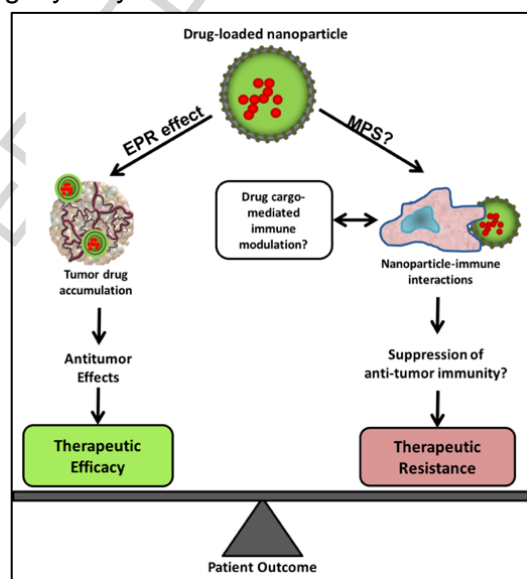 Drug-loaded nanoparticle
EPR effect
MPS?
Drug cargo-
mediated
immune
modulation?
Tumor drug
accumulation
Nanoparticle-immune
interactions
Antitumor
Effects
Suppression of
anti-tumor immunity?
Therapeutic
Efficacy
Therapeutic
Resistance
Patient Outcome